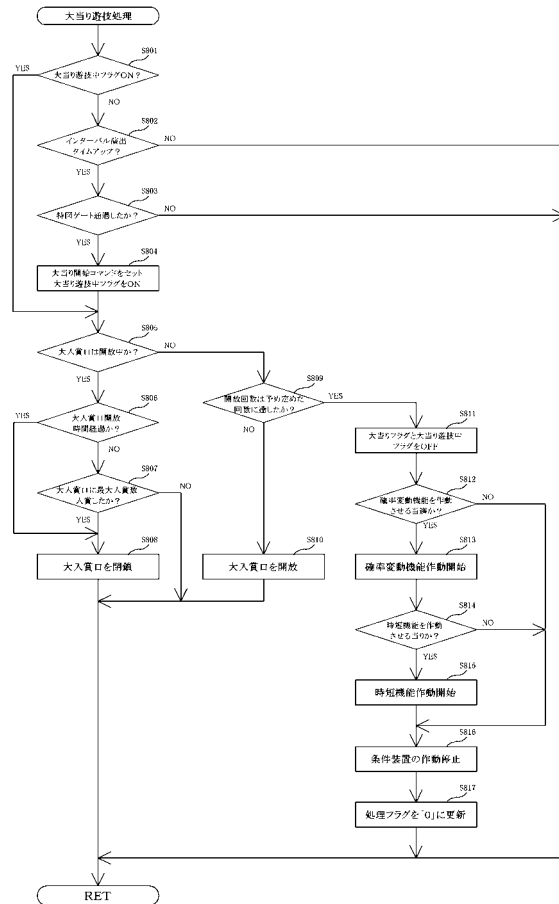 大当り遊技処理
S801
大当り遊技中フラグON?
YES
NO
S802
インターバル演出
タイムアップ?
NO
YES
S803
特図ゲート通過したか?
NO
YES
S804
大当り開始コマンドをセット
大当り遊技中フラグをON
S805
大入賞口は開放中か?
NO
YES
S806
大入賞口開放
時間経過か?
YES
NO
S807
大入賞口に最大入賞数
入賞したか?
NO
YES
S808
大入賞口を閉鎖
S809
開放回数は予め定めた
回数に達したか?
YES
NO
S810
大入賞口を開放
S811
大当りフラグと大当り遊技中
フラグをOFF
S812
確率変動機能を作動
させる当選か?
NO
YES
S813
確率変動機能作動開始
S814
時短機能を作動
させる当りか?
NO
YES
S815
時短機能作動開始
S816
条件装置の作動停止
S817
処理フラグを「0」に更新
RET